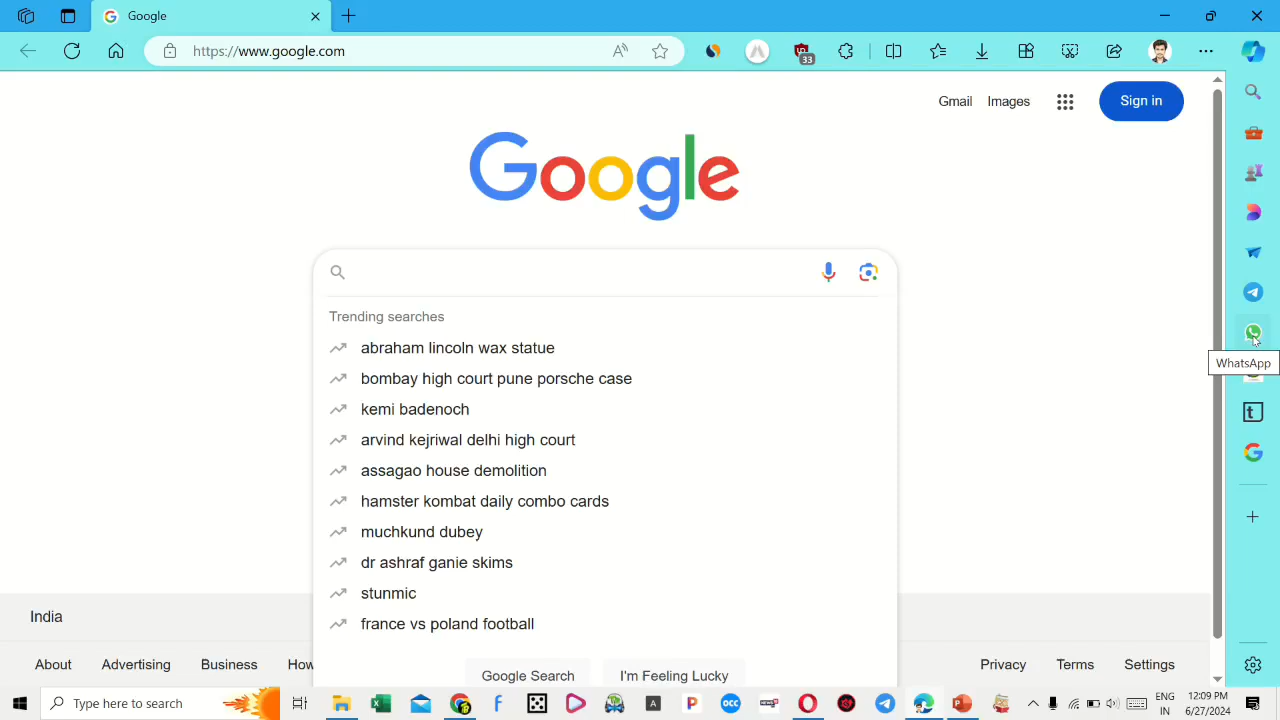 Google
https://www.google.com
33
Gmail
Images
Sign in
Google
Trending searches
abraham lincoln wax statue
bombay high court pune porsche case
kemi badenoch
arvind kejriwal delhi high court
assagao house demolition
hamster kombat daily combo cards
muchkund dubey
dr ashraf ganie skims
stunmic
france vs poland football
Google Search
I'm Feeling Lucky
WhatsApp
India
About
Advertising
Business
How
Privacy
Terms
Settings
Type here to search
occ
ENG
IN
12:09 PM
6/27/2024